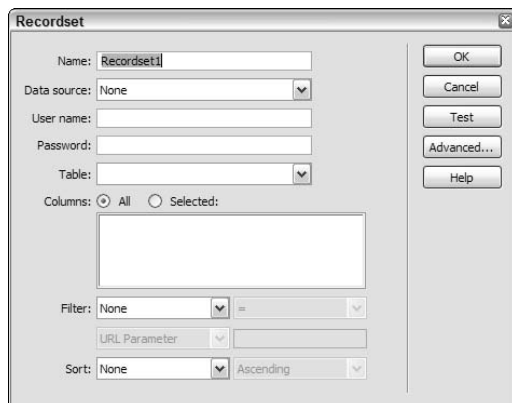 Recordset
Name: Recordset1
OK
Data source: None
Cancel
User name:
Test
Password:
Advanced...
Table:
Help
Columns: All Selected:
Filter: None =
URL Parameter
Sort: None Ascending